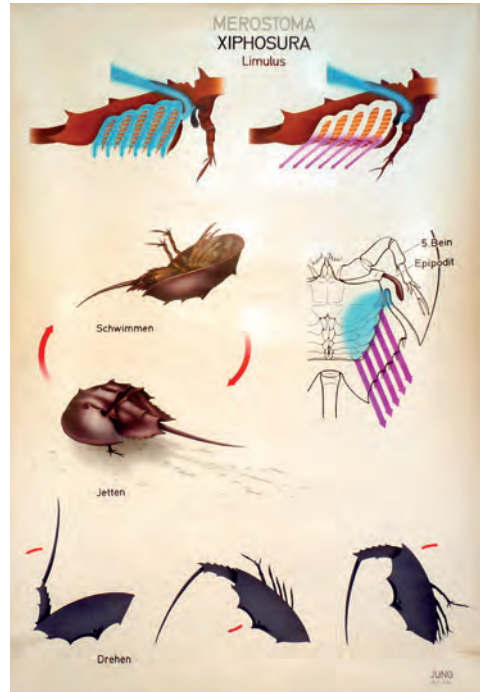 MEROSTOMA
XIPHOSURA
Limulus
5. Bein
Epipodit
Schwimmen
Jetten
Drehen
JUNG